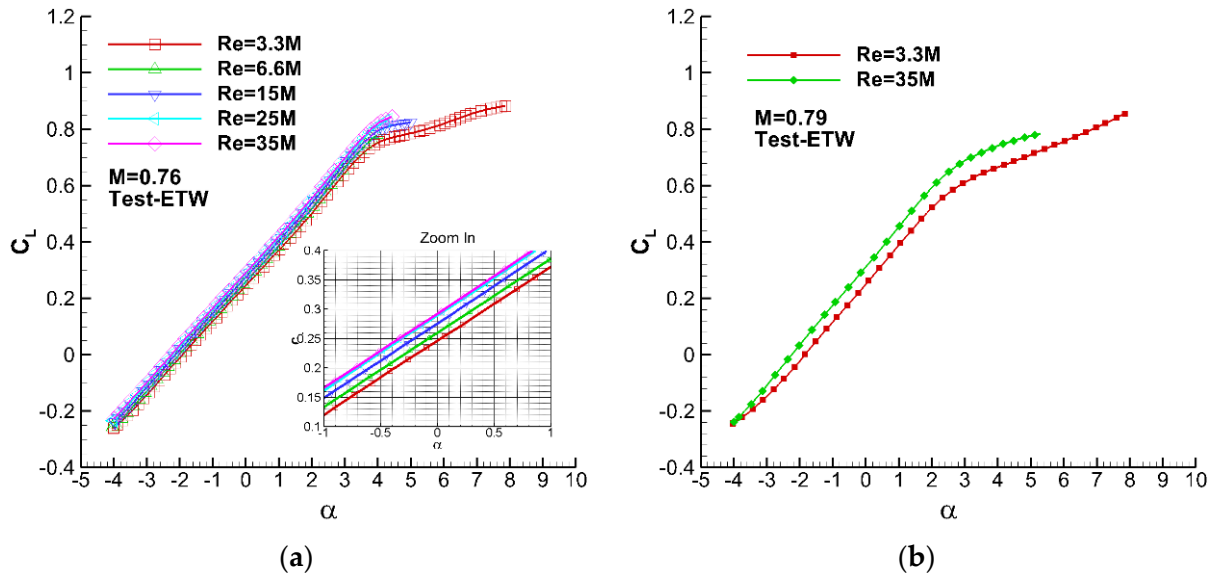 1.2
1
0.8
0.6
0.4
0.2
0
-0.2
-0.4
C_L
Re=3.3M
Re=6.6M
Re=15M
Re=25M
Re=35M
M=0.76
Test-ETW
Zoom In
0.4
0.35
0.3
0.25
0.2
0.15
0.1
-1 -0.5 0 0.5 1
α
-5 -4 -3 -2 -1 0 1 2 3 4 5 6 7 8 9 10
α
(a)
1.2
1
0.8
0.6
0.4
0.2
0
-0.2
-0.4
C_L
Re=3.3M
Re=35M
M=0.79
Test-ETW
-5 -4 -3 -2 -1 0 1 2 3 4 5 6 7 8 9 10
α
(b)